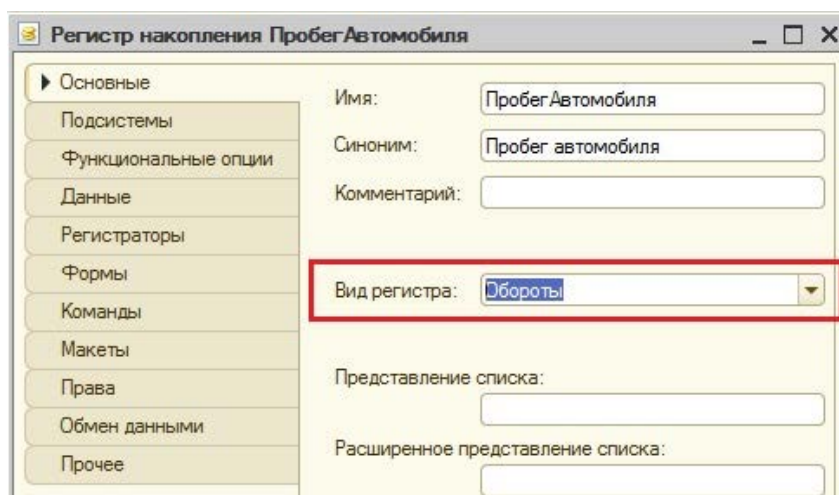 Регистр накопления ПробегАвтомобиля
Основные
Подсистемы
Функциональные опции
Данные
Регистраторы
Формы
Команды
Макеты
Права
Обмен данными
Прочее
Имя: ПробегАвтомобиля
Синоним: Пробег автомобиля
Комментарий:
Вид регистра: Обороты
Представление списка:
Расширенное представление списка: